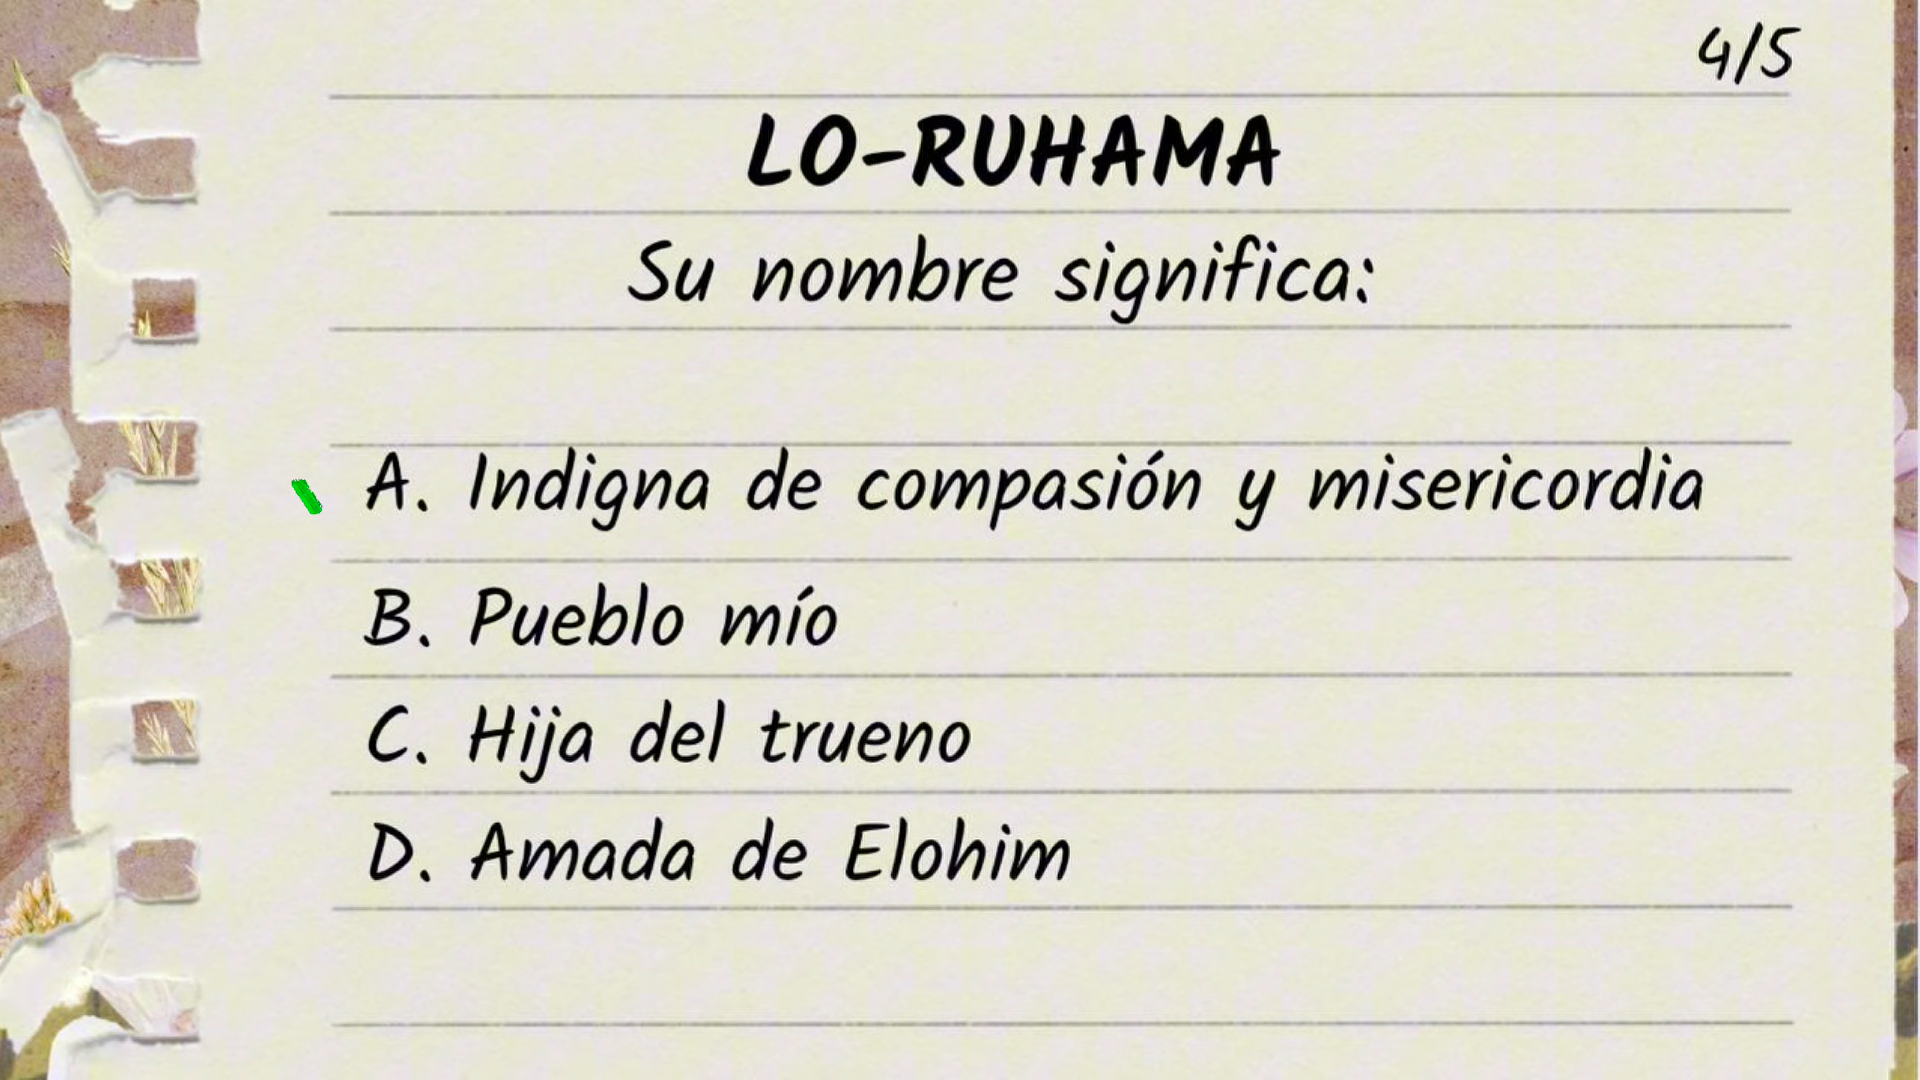 4/5
LO-RUHAMA
Su nombre significa:
A. Indigna de compasión y misericordia
B. Pueblo mío
C. Hija del trueno
D. Amada de Elohim